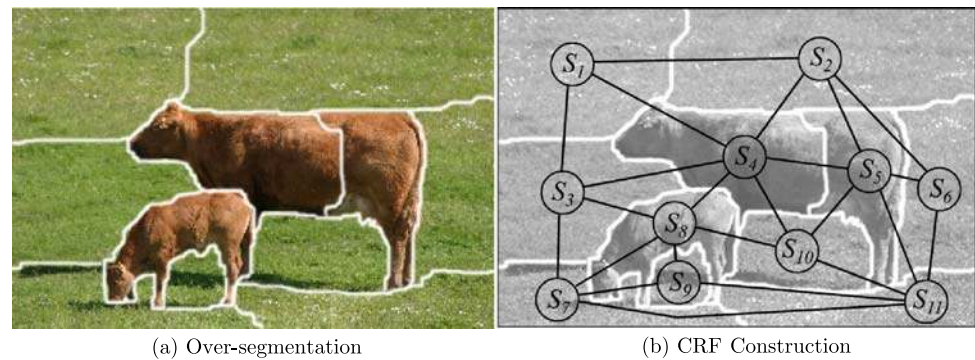 S1
S2
S3
S4
S5
S6
S7
S8
S9
S10
S11
(a) Over-segmentation
(b) CRF Construction